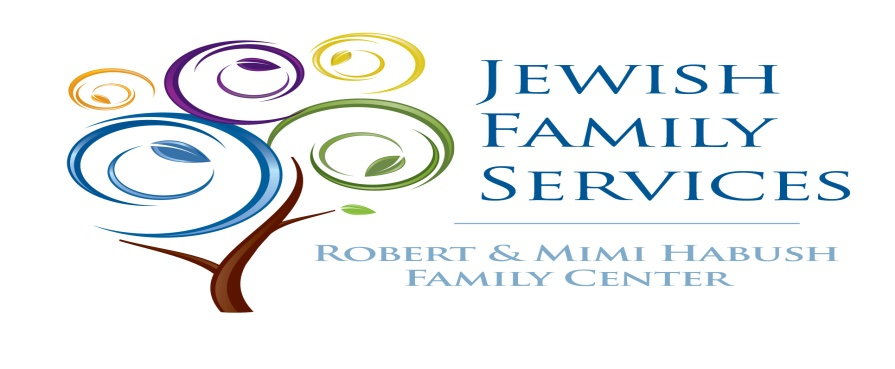 Jewish
Family
Services
Robert & Mimi Habush
Family Center